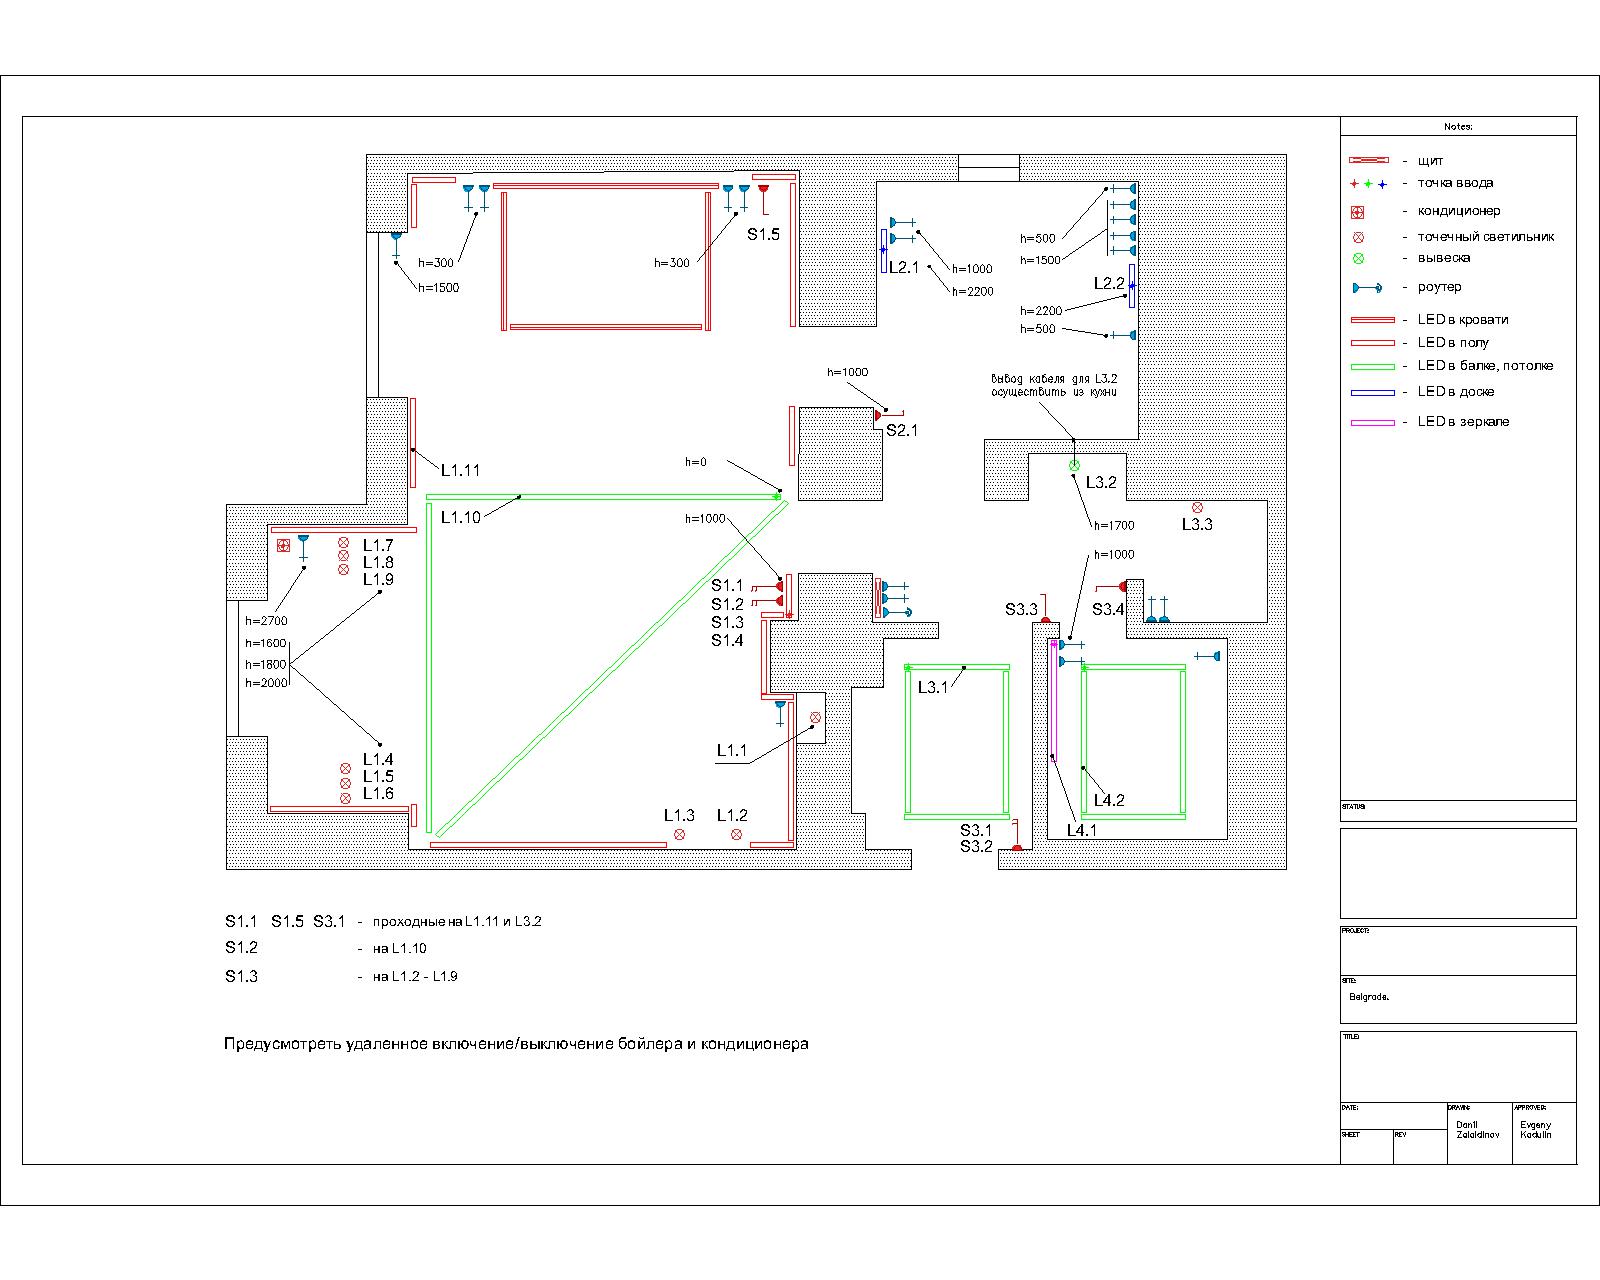 Notes:
- щит
- точка ввода
- кондиционер
- точечный светильник
- вывеска
- роутер
- LED в кровати
- LED в полу
- LED в балке, потолке
- LED в доске
- LED в зеркале
S1.5
h=300
h=300
h=1500
L2.1
h=1000
h=2200
h=500
h=1500
L2.2
h=2200
h=500
h=1000
вывод кабеля для L3.2
осуществить из кухни
S2.1
L1.11
h=0
L3.2
L1.10
h=1000
h=1700
L3.3
L1.7
L1.8
L1.9
h=1000
S1.1
S1.2
S1.3
S1.4
S3.3
S3.4
h=2700
h=1600
h=1800
h=2000
L3.1
L1.1
L1.4
L1.5
L1.6
L4.2
L1.3
L1.2
S3.1
S3.2
L4.1
S1.1 S1.5 S3.1 - проходные на L1.11 и L3.2
S1.2 - на L1.10
S1.3 - на L1.2 - L1.9
Предусмотреть удаленное включение/выключение бойлера и кондиционера
STATUS:
PROJECT:
SITE:
Belgrade.
TITLE:
DATE:
DRAWN:
APPROVED:
Danil
Zalaldinov
Evgeny
Kadulin
SHEET
REV